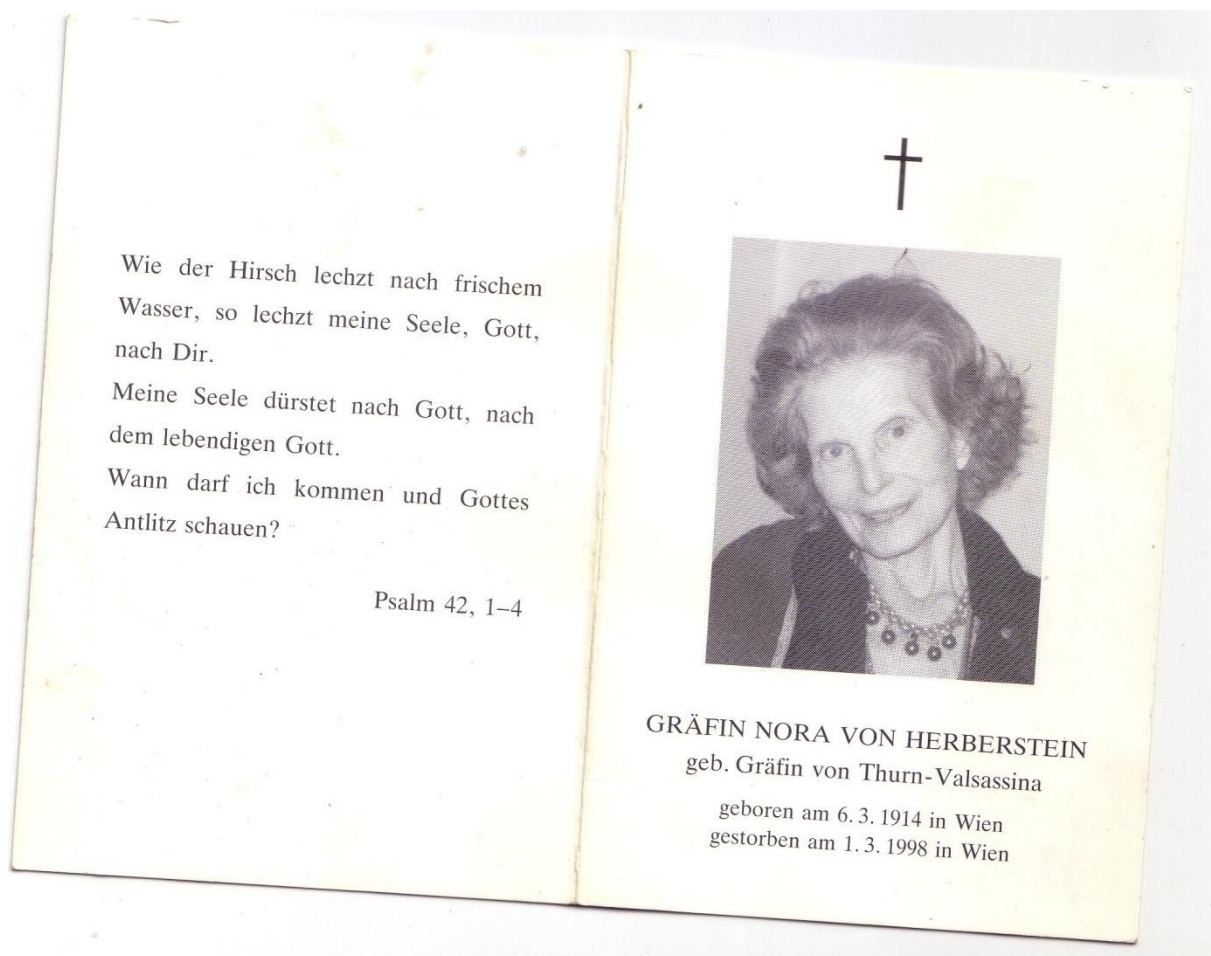 Wie der Hirsch lechzt nach frischem
Wasser, so lechzt meine Seele, Gott,
nach Dir.
Meine Seele dürstet nach Gott, nach
dem lebendigen Gott.
Wann darf ich kommen und Gottes
Antlitz schauen?
Psalm 42, 1–4
GRÄFIN NORA VON HERBERSTEIN
geb. Gräfin von Thurn-Valsassina
geboren am 6. 3. 1914 in Wien
gestorben am 1. 3. 1998 in Wien